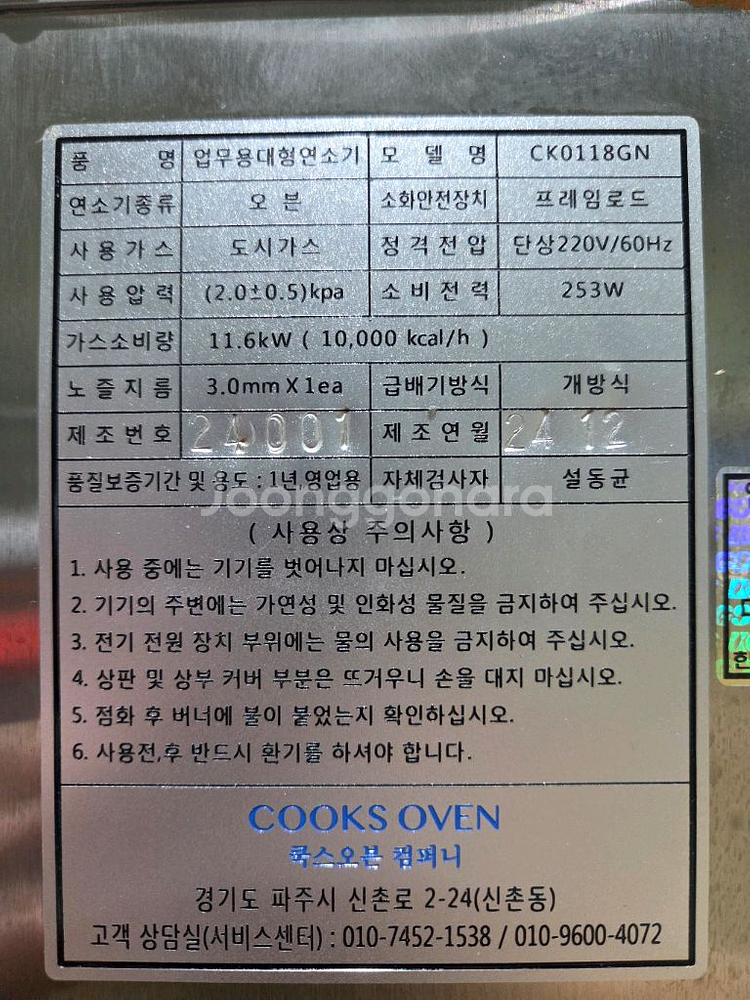 품 명 업무용대형연소기 모 델 명 CK0118GN
연소기종류 오 븐 소화안전장치 프레임로드
사 용 가 스 도시가스 정 격 전 압 단상220V/60Hz
사 용 압 력 (2.0±0.5)kpa 소 비 전 력 253W
가스소비량 11.6kW ( 10,000 kcal/h )
노 즐 지 름 3.0mm X 1ea 급배기방식 개방식
제 조 번 호 24 001 제 조 연 월 24 12
품질보증기간 및 용도 : 1년,영업용 자체검사자 설동균
Joonggonara
( 사용상 주의사항 )
1. 사용 중에는 기기를 벗어나지 마십시오.
2. 기기의 주변에는 가연성 및 인화성 물질을 금지하여 주십시오.
3. 전기 전원 장치 부위에는 물의 사용을 금지하여 주십시오.
4. 상판 및 상부 커버 부분은 뜨거우니 손을 대지 마십시오.
5. 점화 후 버너에 불이 붙었는지 확인하십시오.
6. 사용전,후 반드시 환기를 하셔야 합니다.
COOKS OVEN
쿡스오븐 컴퍼니
경기도 파주시 신촌로 2-24(신촌동)
고객 상담실(서비스센터) : 010-7452-1538 / 010-9600-4072